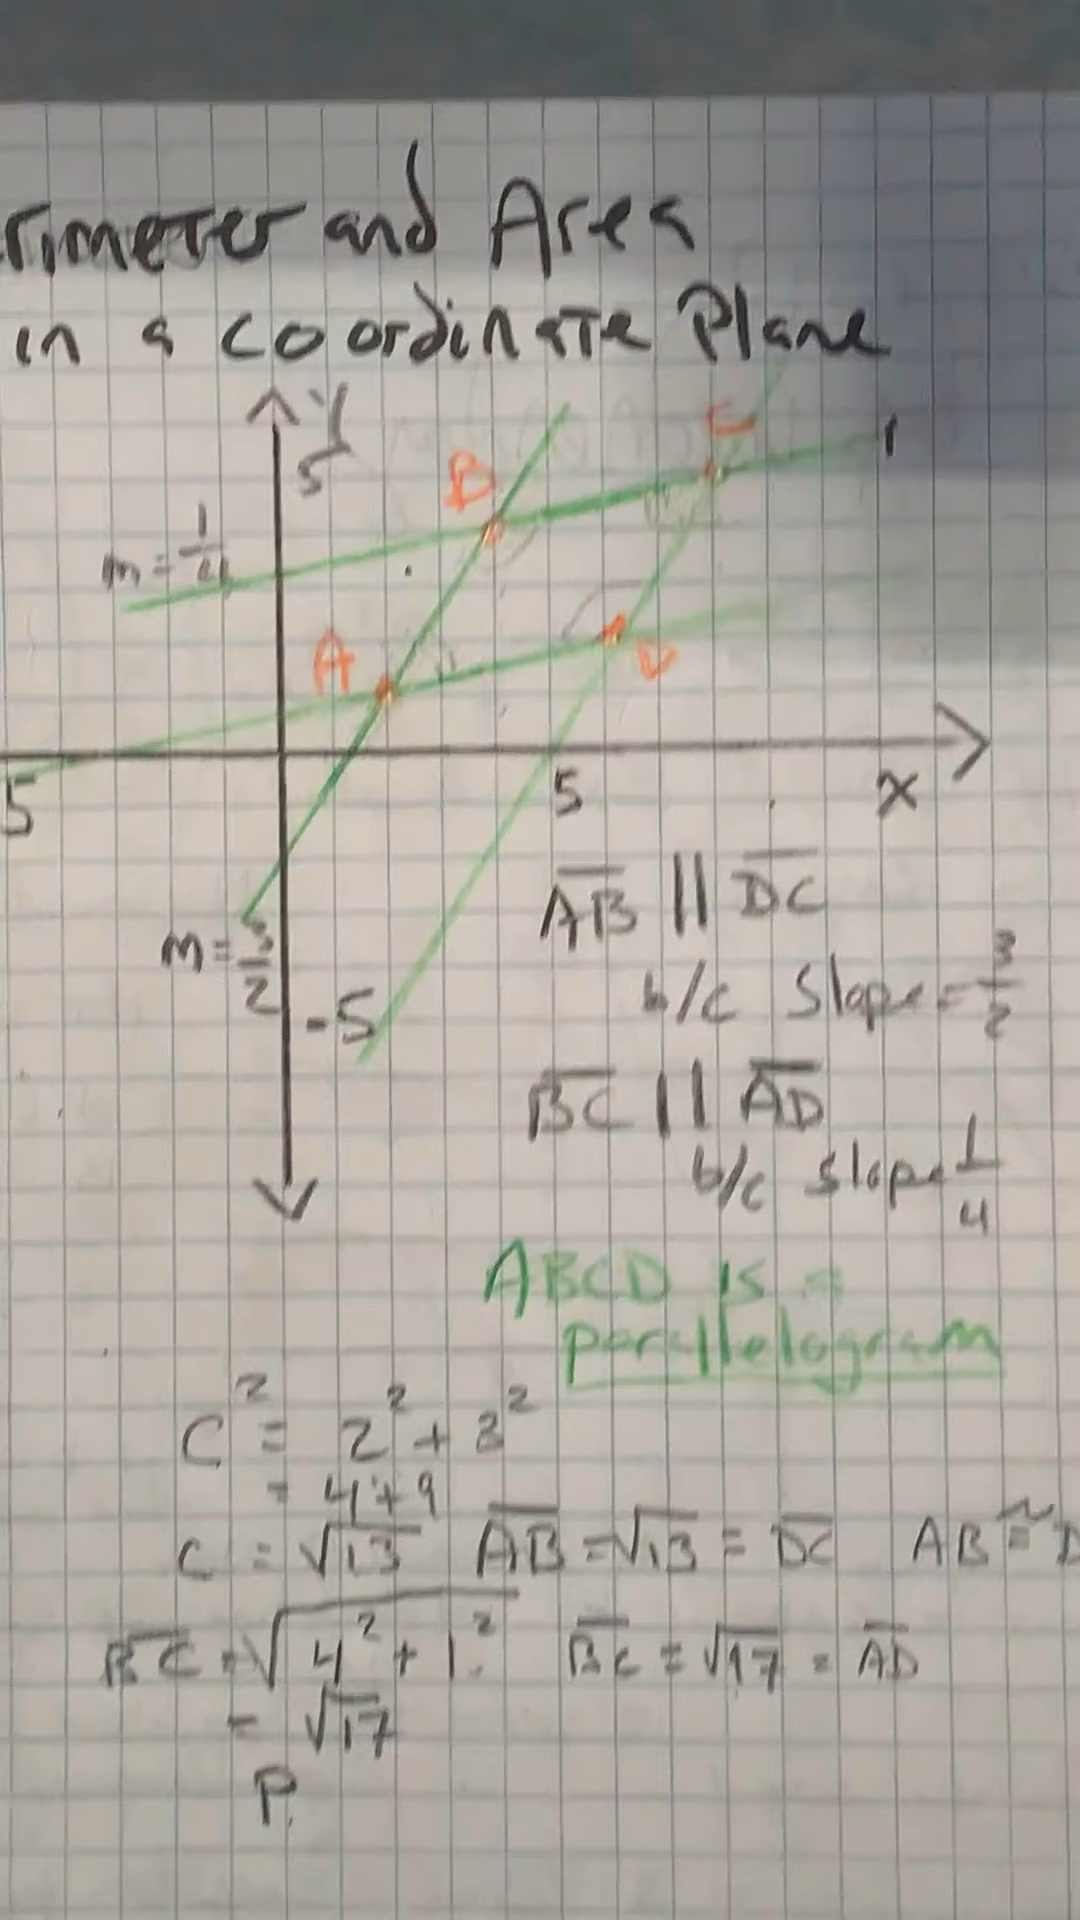 rimeter and Area
in a coordinate Plane
Y
5
B
C
m = 1/4
A
D
5
5
x
AB || DC
m = 3/2
b/c Slope = 3/2
-5
BC || AD
b/c slope 1/4
ABCD is a
parallelogram
C² = 2² + 3²
= 4 + 9
C = √13 AB = √13 = DC AB ≅ D
BC = √4² + 1² BC = √17 = AD
= √17
P